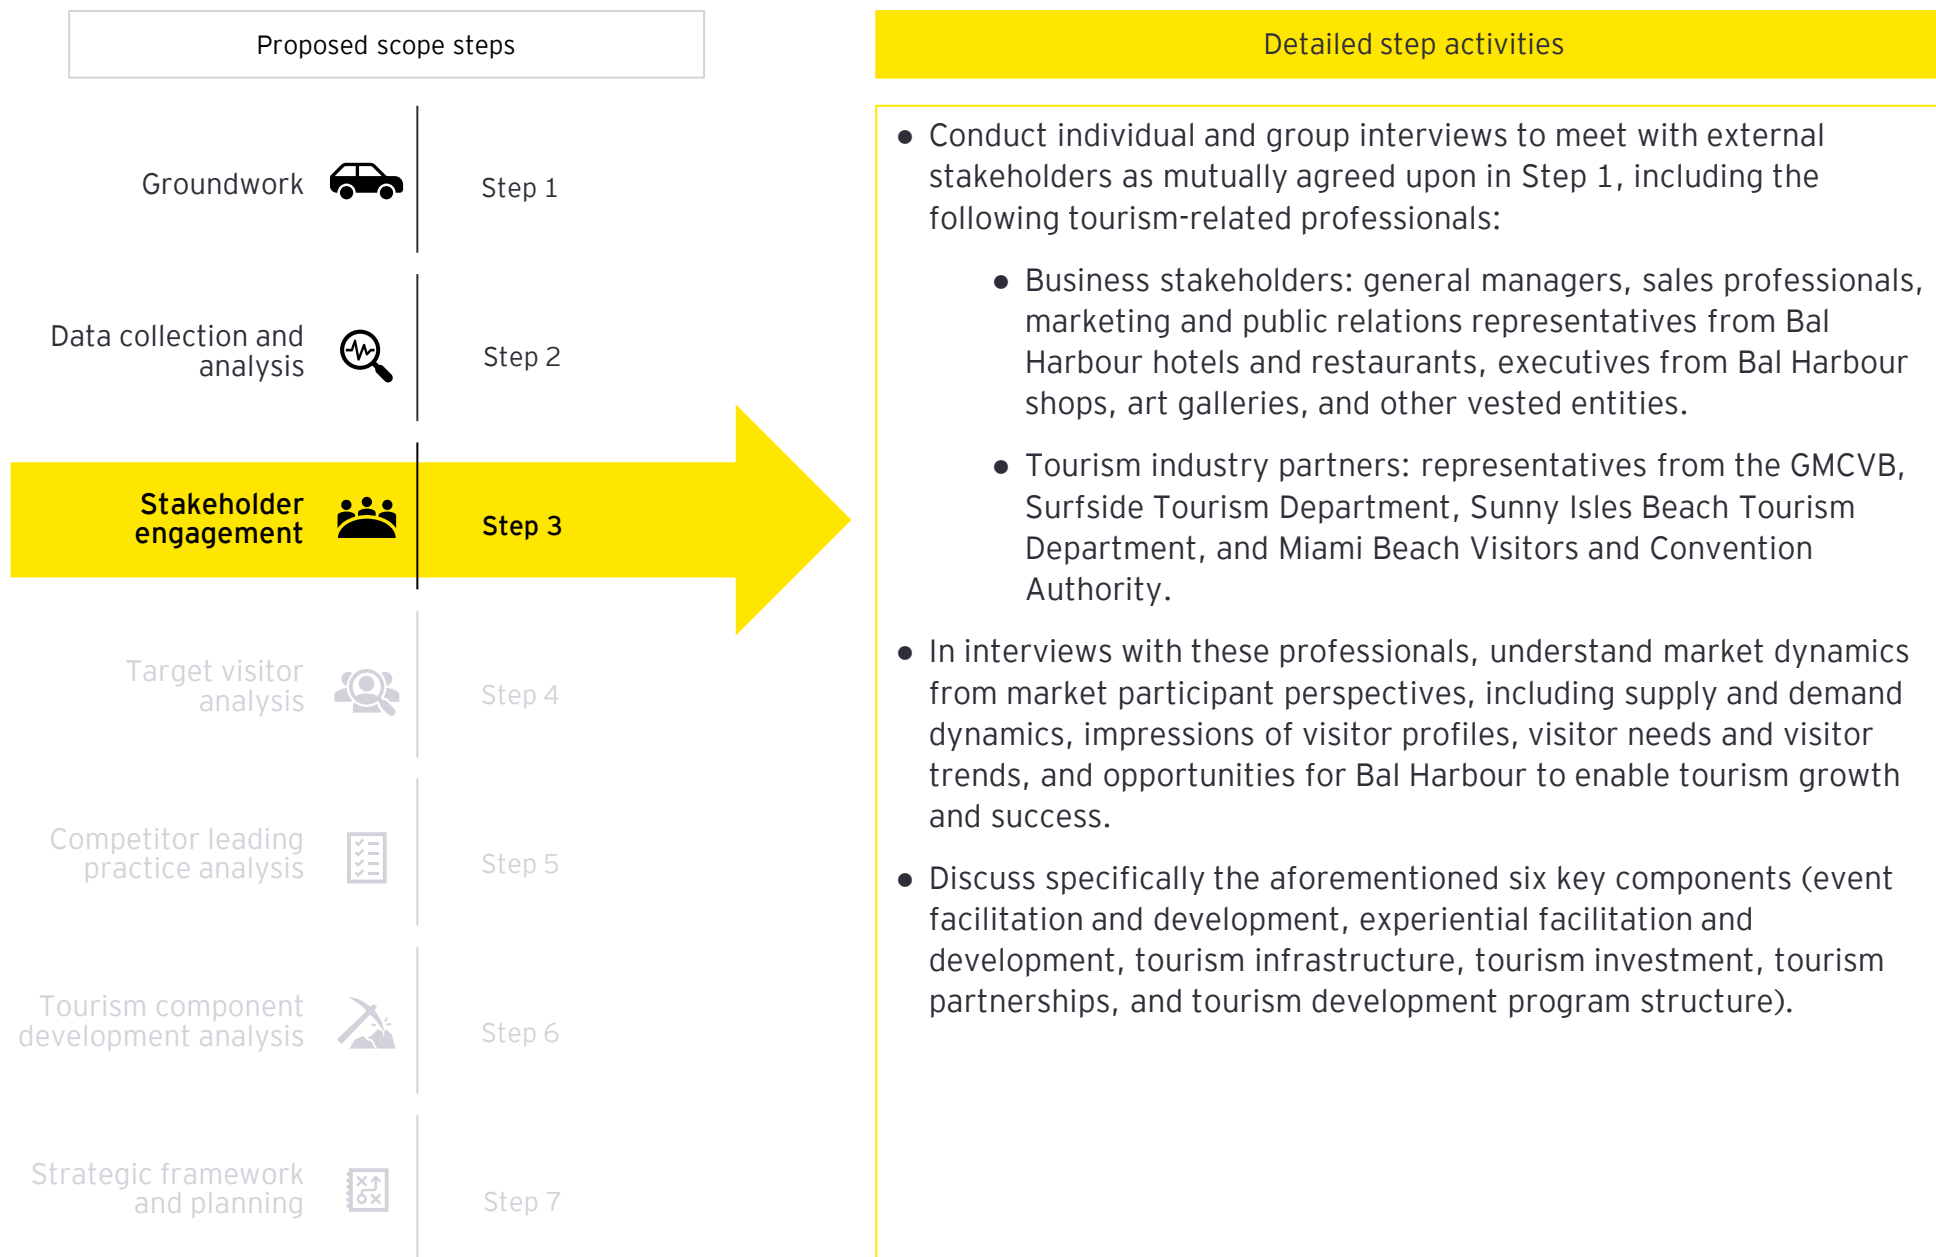 Proposed scope steps
Groundwork
Step 1
Data collection and
analysis
Step 2
Stakeholder
engagement
Step 3
Target visitor
analysis
Step 4
Competitor leading
practice analysis
Step 5
Tourism component
development analysis
Step 6
Strategic framework
and planning
Step 7
Detailed step activities
● Conduct individual and group interviews to meet with external
stakeholders as mutually agreed upon in Step 1, including the
following tourism-related professionals:
● Business stakeholders: general managers, sales professionals,
marketing and public relations representatives from Bal
Harbour hotels and restaurants, executives from Bal Harbour
shops, art galleries, and other vested entities.
● Tourism industry partners: representatives from the GMCVB,
Surfside Tourism Department, Sunny Isles Beach Tourism
Department, and Miami Beach Visitors and Convention
Authority.
● In interviews with these professionals, understand market dynamics
from market participant perspectives, including supply and demand
dynamics, impressions of visitor profiles, visitor needs and visitor
trends, and opportunities for Bal Harbour to enable tourism growth
and success.
● Discuss specifically the aforementioned six key components (event
facilitation and development, experiential facilitation and
development, tourism infrastructure, tourism investment, tourism
partnerships, and tourism development program structure).